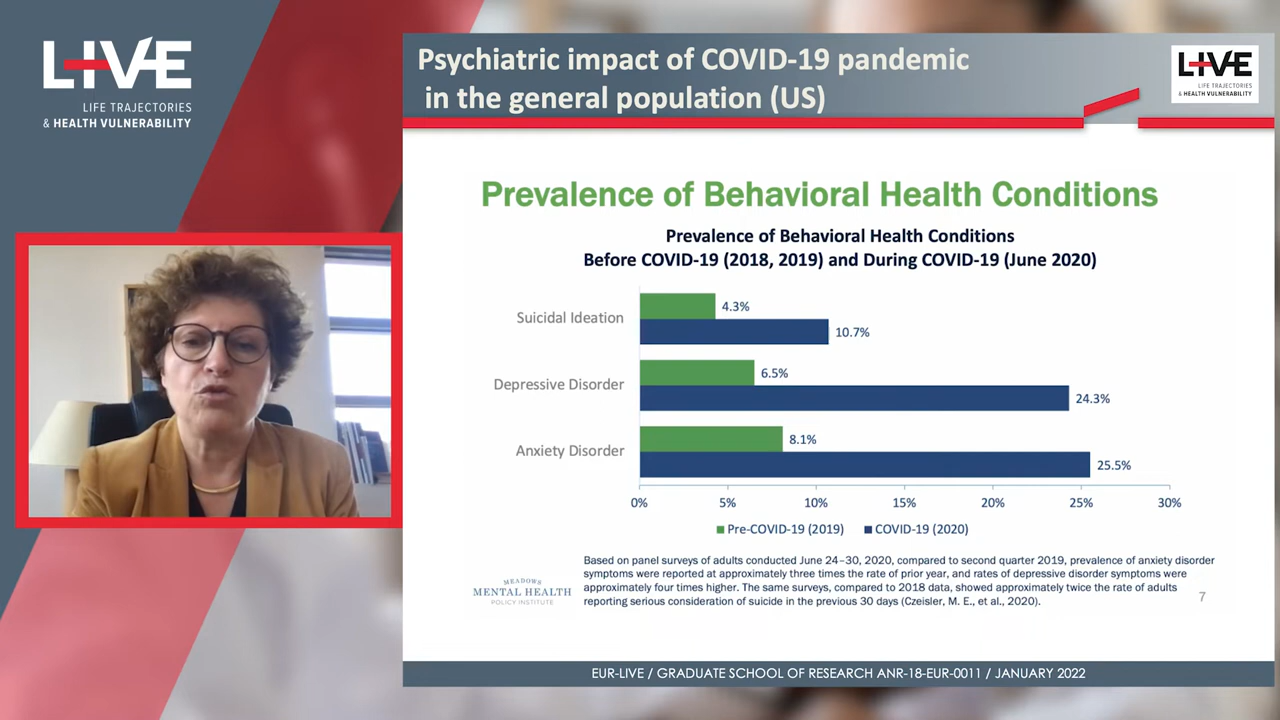 LIVE
LIFE TRAJECTORIES
& HEALTH VULNERABILITY
Psychiatric impact of COVID-19 pandemic
in the general population (US)
LIVE
LIFE TRAJECTORIES
& HEALTH VULNERABILITY
Prevalence of Behavioral Health Conditions
Prevalence of Behavioral Health Conditions
Before COVID-19 (2018, 2019) and During COVID-19 (June 2020)
Suicidal Ideation
4.3%
10.7%
Depressive Disorder
6.5%
24.3%
Anxiety Disorder
8.1%
25.5%
0% 5% 10% 15% 20% 25% 30%
Pre-COVID-19 (2019) COVID-19 (2020)
Based on panel surveys of adults conducted June 24–30, 2020, compared to second quarter 2019, prevalence of anxiety disorder
symptoms were reported at approximately three times the rate of prior year, and rates of depressive disorder symptoms were
approximately four times higher. The same surveys, compared to 2018 data, showed approximately twice the rate of adults
reporting serious consideration of suicide in the previous 30 days (Czeisler, M. E., et al., 2020).
MEADOWS
MENTAL HEALTH
POLICY INSTITUTE
7
EUR-LIVE / GRADUATE SCHOOL OF RESEARCH ANR-18-EUR-0011 / JANUARY 2022